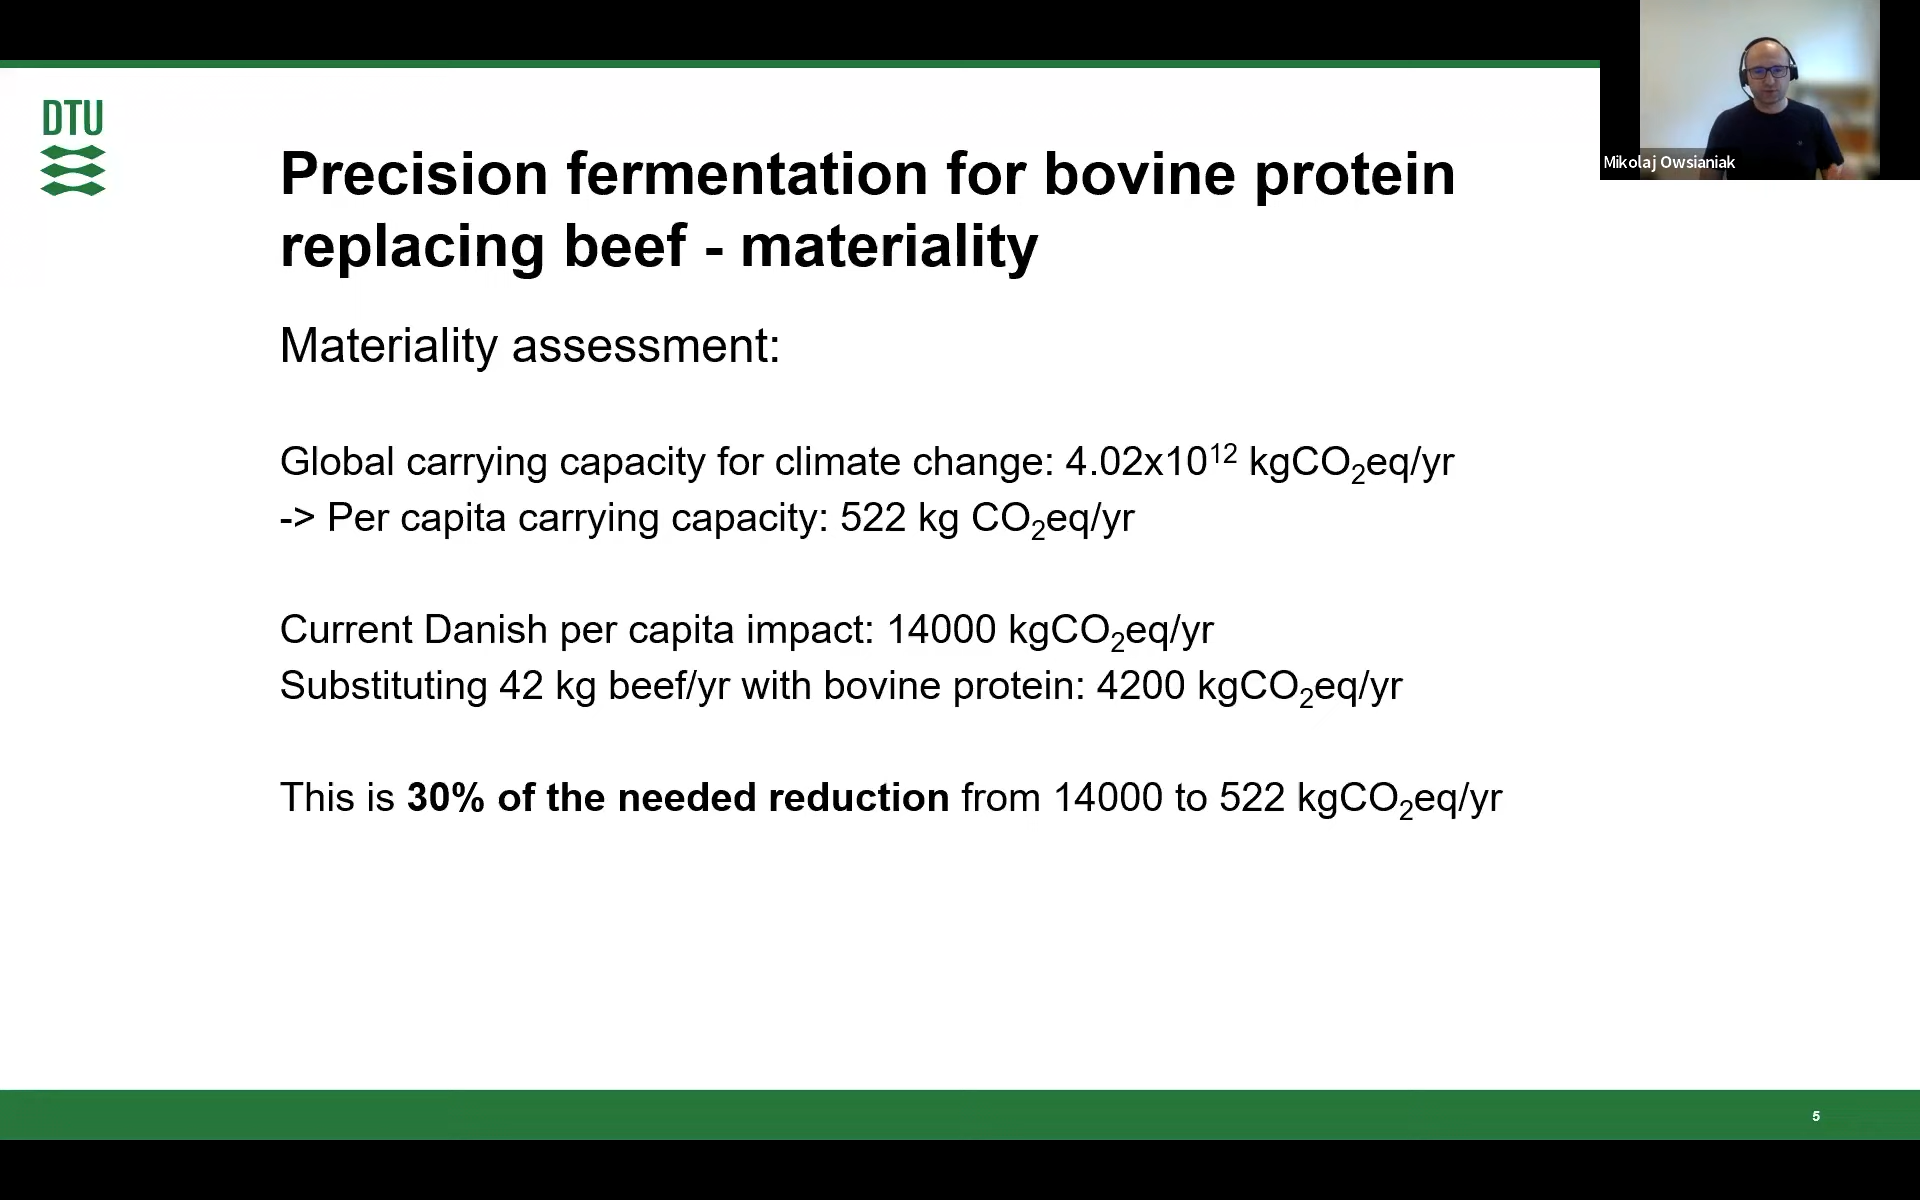 DTU
Mikolaj Owsianiak
Precision fermentation for bovine protein
replacing beef - materiality
Materiality assessment:
Global carrying capacity for climate change: 4.02x10¹² kgCO₂eq/yr
-> Per capita carrying capacity: 522 kg CO₂eq/yr
Current Danish per capita impact: 14000 kgCO₂eq/yr
Substituting 42 kg beef/yr with bovine protein: 4200 kgCO₂eq/yr
This is 30% of the needed reduction from 14000 to 522 kgCO₂eq/yr
5